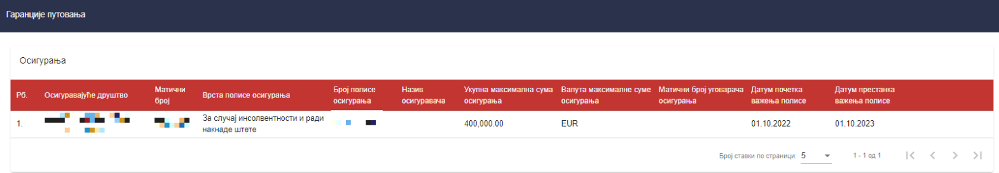 Гаранције путовања
Осигурања
Рб. Осигуравајуће друштво Матични број Врста полисе осигурања Број полисе осигурања Назив осигуравача Укупна максимална сума осигурања Валута максималне суме осигурања Матични број уговарача осигурања Датум почетка важења полисе Датум престанка важења полисе
1. За случај инсолвентности и ради накнаде штете 400,000.00 EUR 01.10.2022 01.10.2023
Број ставки по страници: 5 1 - 1 од 1